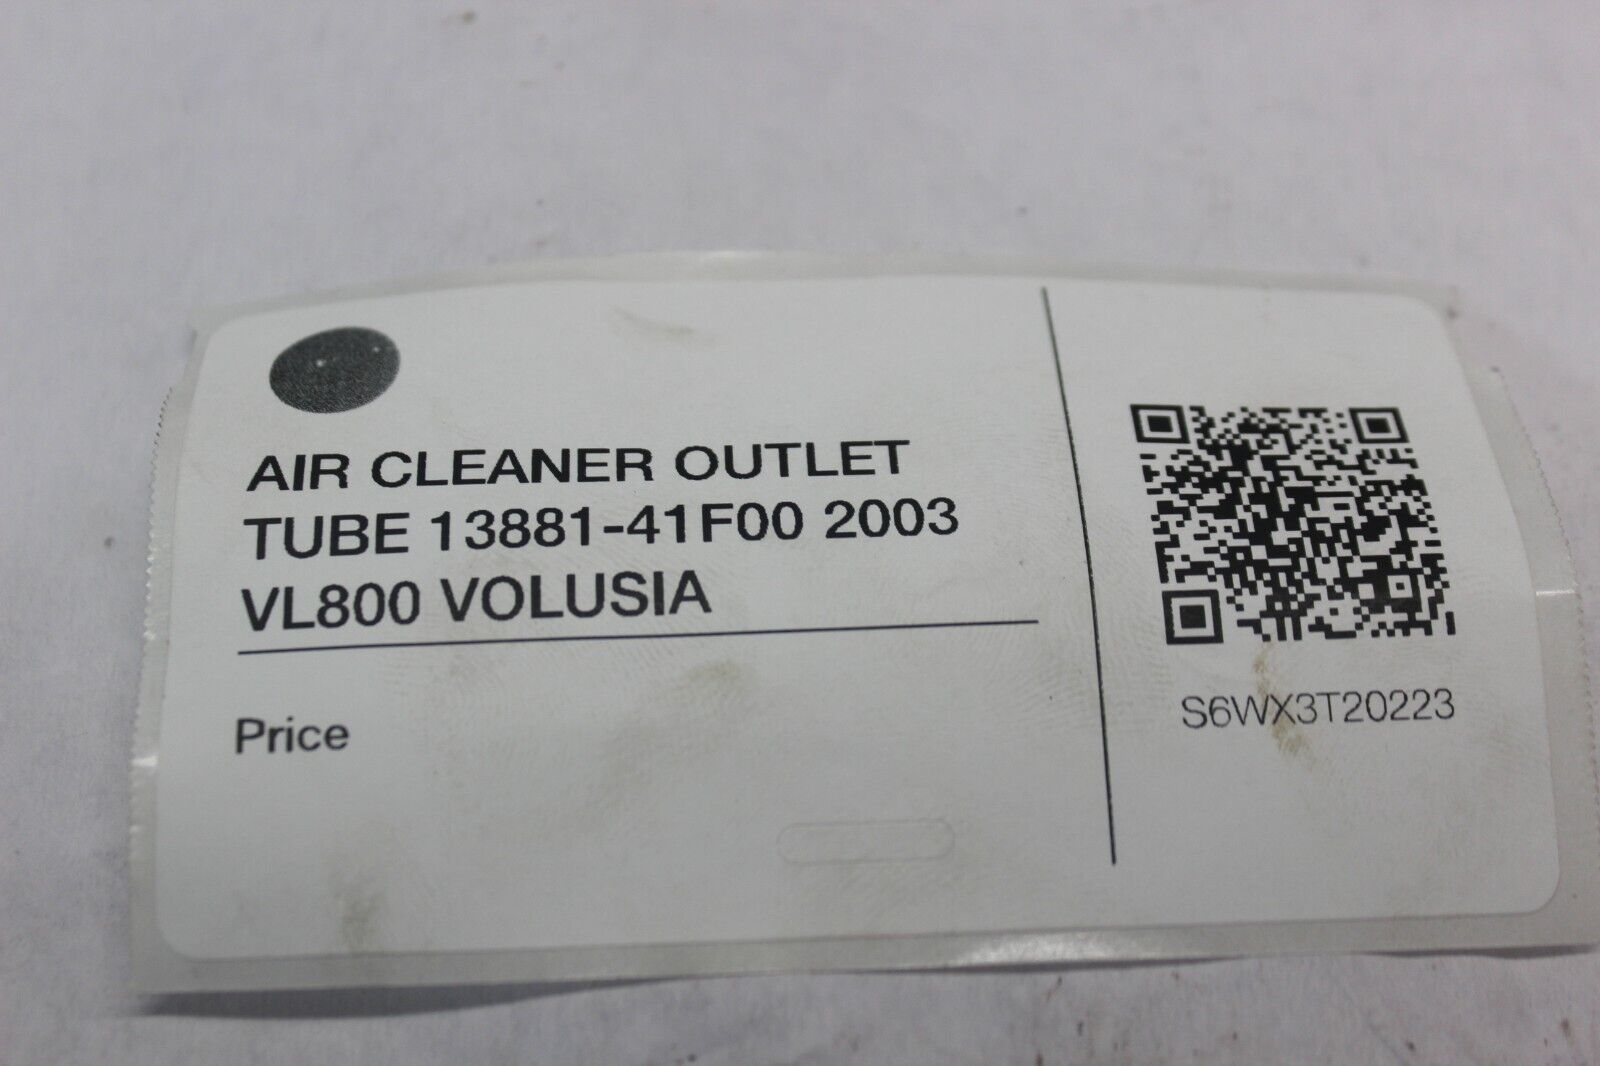 AIR CLEANER OUTLET
TUBE 13881-41F00 2003
VL800 VOLUSIA
Price
S6WX3T20223